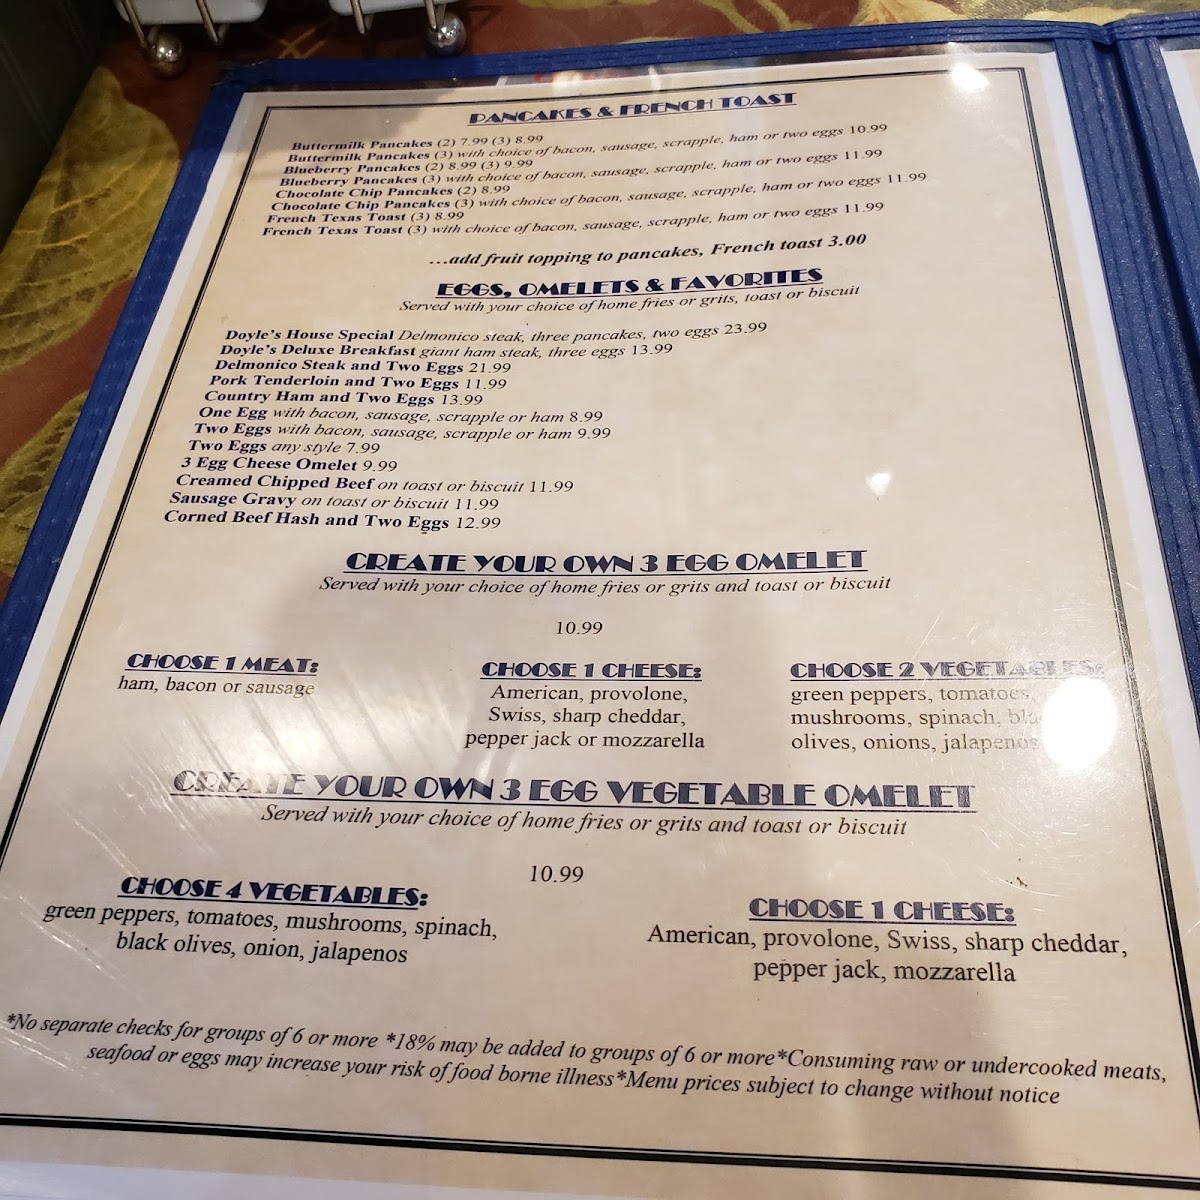 PANCAKES & FRENCH TOAST
Buttermilk Pancakes (2) 7.99 (3) 8.99
Buttermilk Pancakes (3) with choice of bacon, sausage, scrapple, ham or two eggs 10.99
Blueberry Pancakes (2) 8.99 (3) 9.99
Blueberry Pancakes (3) with choice of bacon, sausage, scrapple, ham or two eggs 11.99
Chocolate Chip Pancakes (2) 8.99
Chocolate Chip Pancakes (3) with choice of bacon, sausage, scrapple, ham or two eggs 11.99
French Texas Toast (3) 8.99
French Texas Toast (3) with choice of bacon, sausage, scrapple, ham or two eggs 11.99
...add fruit topping to pancakes, French toast 3.00
EGGS, OMELETS & FAVORITES
Served with your choice of home fries or grits, toast or biscuit
Doyle's House Special Delmonico steak, three pancakes, two eggs 23.99
Doyle's Deluxe Breakfast giant ham steak, three eggs 13.99
Delmonico Steak and Two Eggs 21.99
Pork Tenderloin and Two Eggs 11.99
Country Ham and Two Eggs 13.99
One Egg with bacon, sausage, scrapple or ham 8.99
Two Eggs with bacon, sausage, scrapple or ham 9.99
Two Eggs any style 7.99
3 Egg Cheese Omelet 9.99
Creamed Chipped Beef on toast or biscuit 11.99
Sausage Gravy on toast or biscuit 11.99
Corned Beef Hash and Two Eggs 12.99
CREATE YOUR OWN 3 EGG OMELET
Served with your choice of home fries or grits and toast or biscuit
10.99
CHOOSE 1 MEAT:
ham, bacon or sausage
CHOOSE 1 CHEESE:
American, provolone,
Swiss, sharp cheddar,
pepper jack or mozzarella
CHOOSE 2 VEGETABLES:
green peppers, tomatoes,
mushrooms, spinach,
olives, onions, jalapenos
CREATE YOUR OWN 3 EGG VEGETABLE OMELET
Served with your choice of home fries or grits and toast or biscuit
10.99
CHOOSE 4 VEGETABLES:
green peppers, tomatoes, mushrooms, spinach,
black olives, onion, jalapenos
CHOOSE 1 CHEESE:
American, provolone, Swiss, sharp cheddar,
pepper jack, mozzarella
*No separate checks for groups of 6 or more *18% may be added to groups of 6 or more*Consuming raw or undercooked meats,
seafood or eggs may increase your risk of food borne illness*Menu prices subject to change without notice